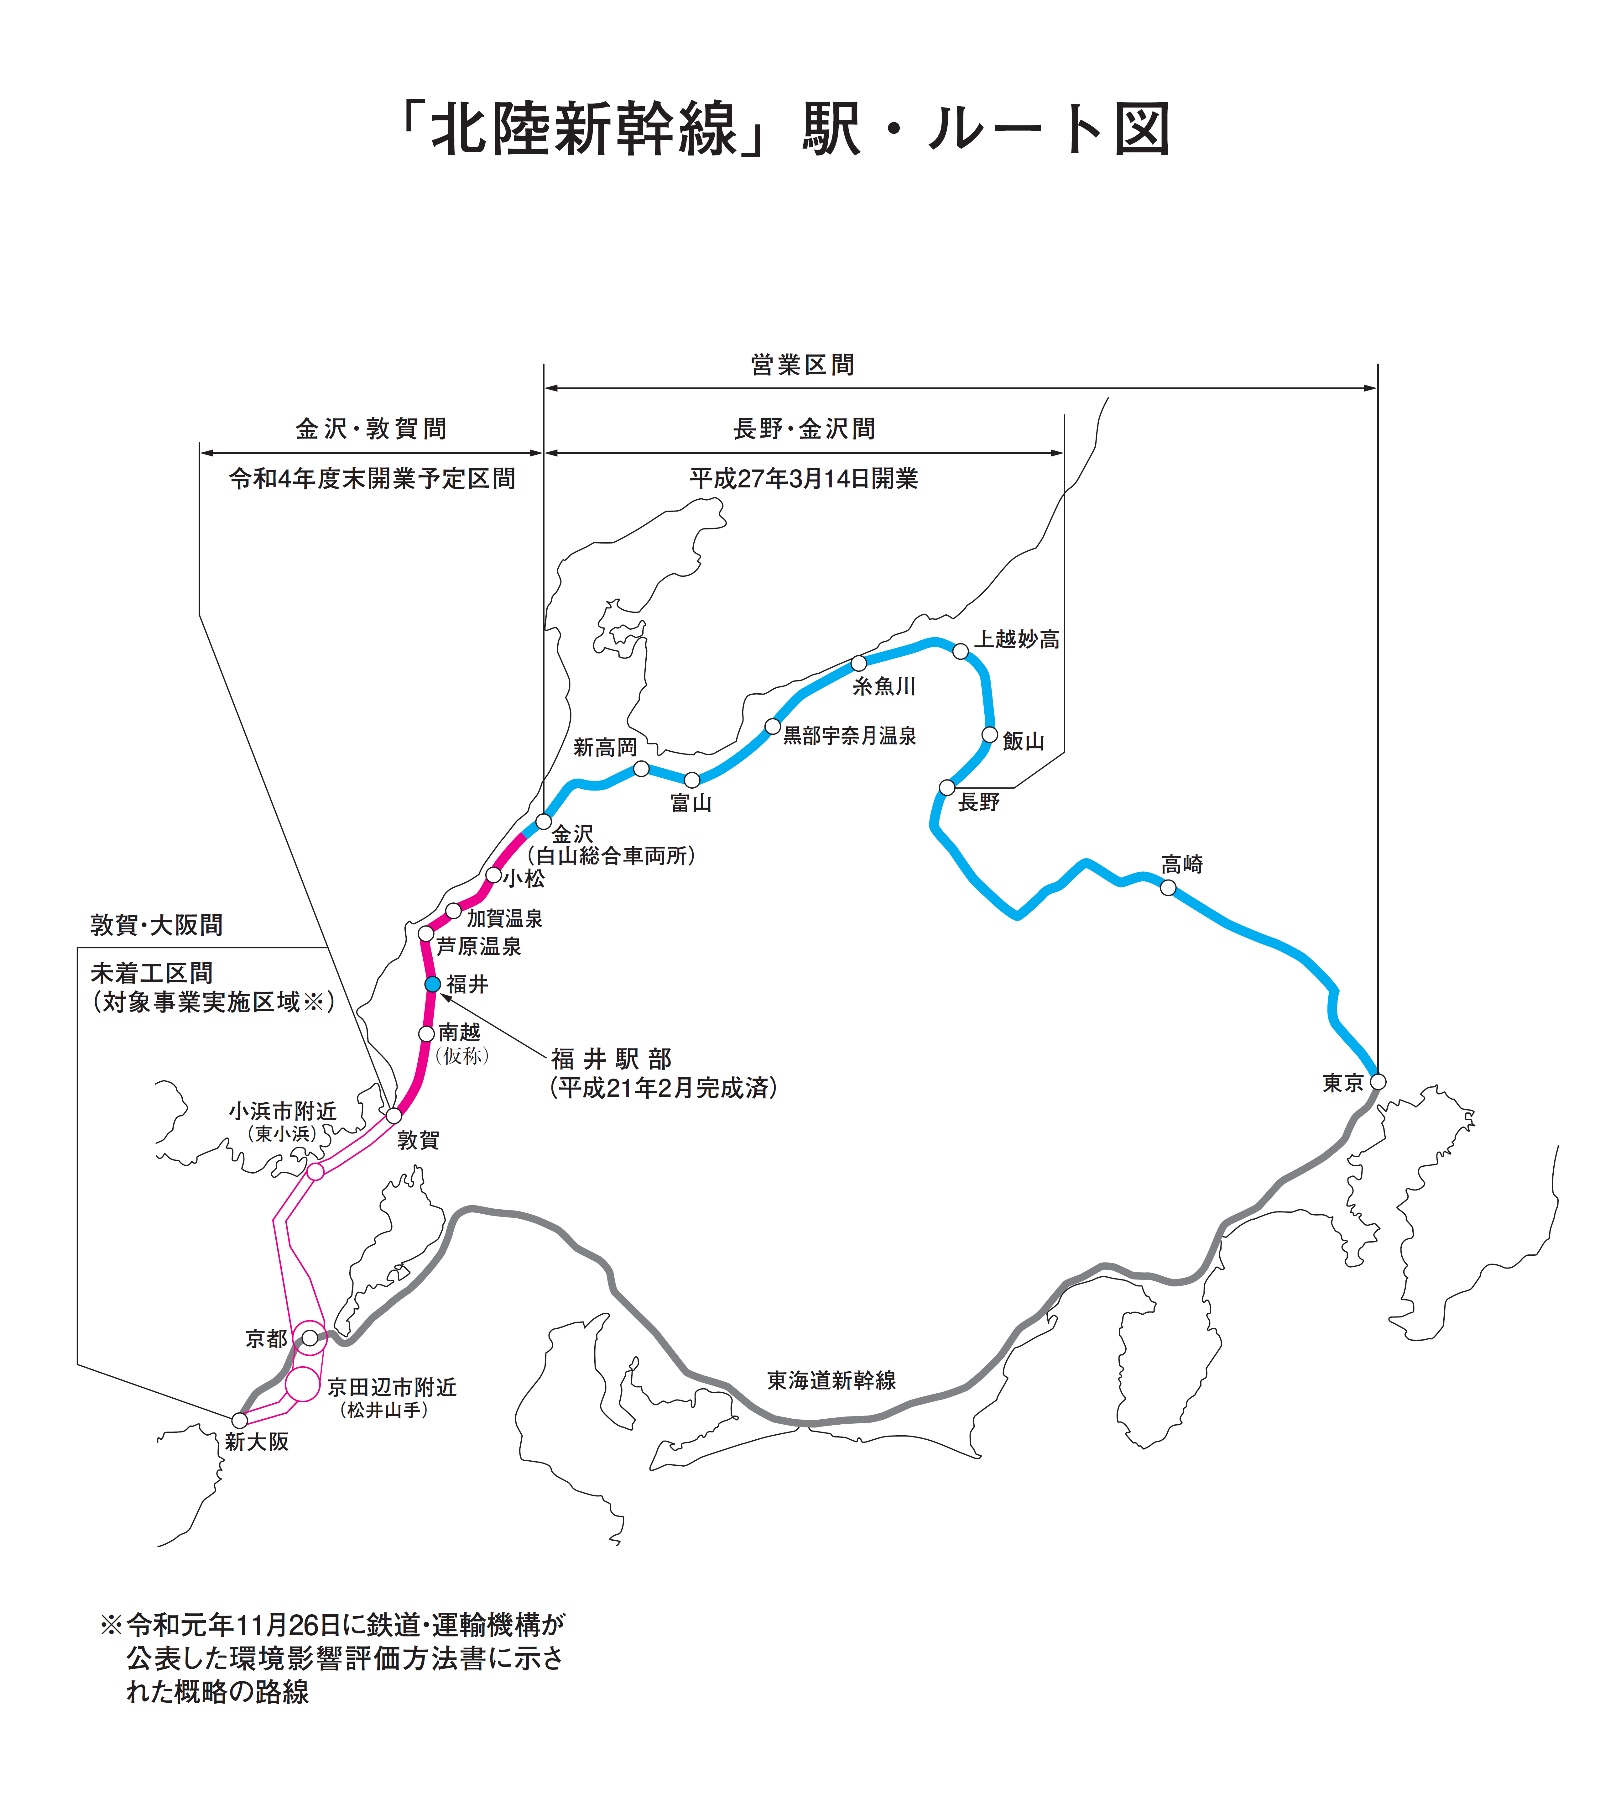 「北陸新幹線」駅・ルート図
営業区間
金沢・敦賀間
長野・金沢間
令和4年度末開業予定区間
平成27年3月14日開業
上越妙高
糸魚川
黒部宇奈月温泉
飯山
新高岡
富山
長野
金沢
(白山総合車両所)
小松
高崎
加賀温泉
敦賀・大阪間
芦原温泉
未着工区間
(対象事業実施区域※)
福井
南越
(仮称)
福井駅部
(平成21年2月完成済)
東京
小浜市附近
(東小浜)
敦賀
京都
京田辺市附近
(松井山手)
東海道新幹線
新大阪
※令和元年11月26日に鉄道・運輸機構が
公表した環境影響評価方法書に示さ
れた概略の路線